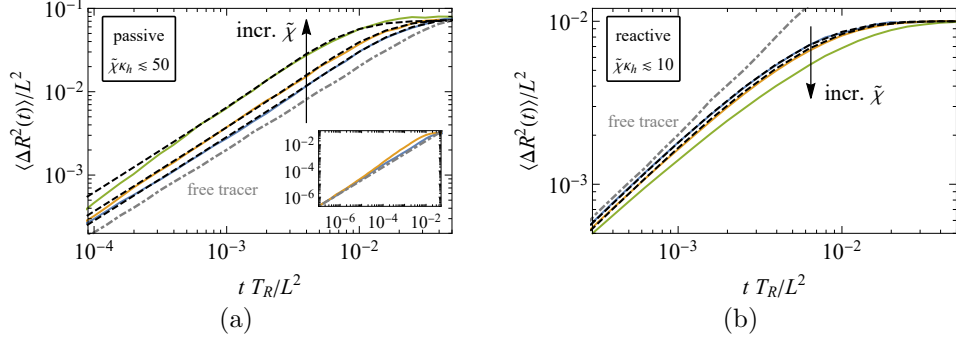 10⁻¹
passive
χ̃κₕ ≲ 50
incr. χ̃
10⁻²
⟨ΔR²(t)⟩/L²
free tracer
10⁻³
10⁻²
10⁻⁴
10⁻⁶
10⁻⁶ 10⁻⁴ 10⁻²
10⁻⁴ 10⁻³ 10⁻²
t T_R/L²
(a)
10⁻²
reactive
χ̃κₕ ≲ 10
incr. χ̃
free tracer
⟨ΔR²(t)⟩/L²
10⁻³
10⁻³ 10⁻²
t T_R/L²
(b)